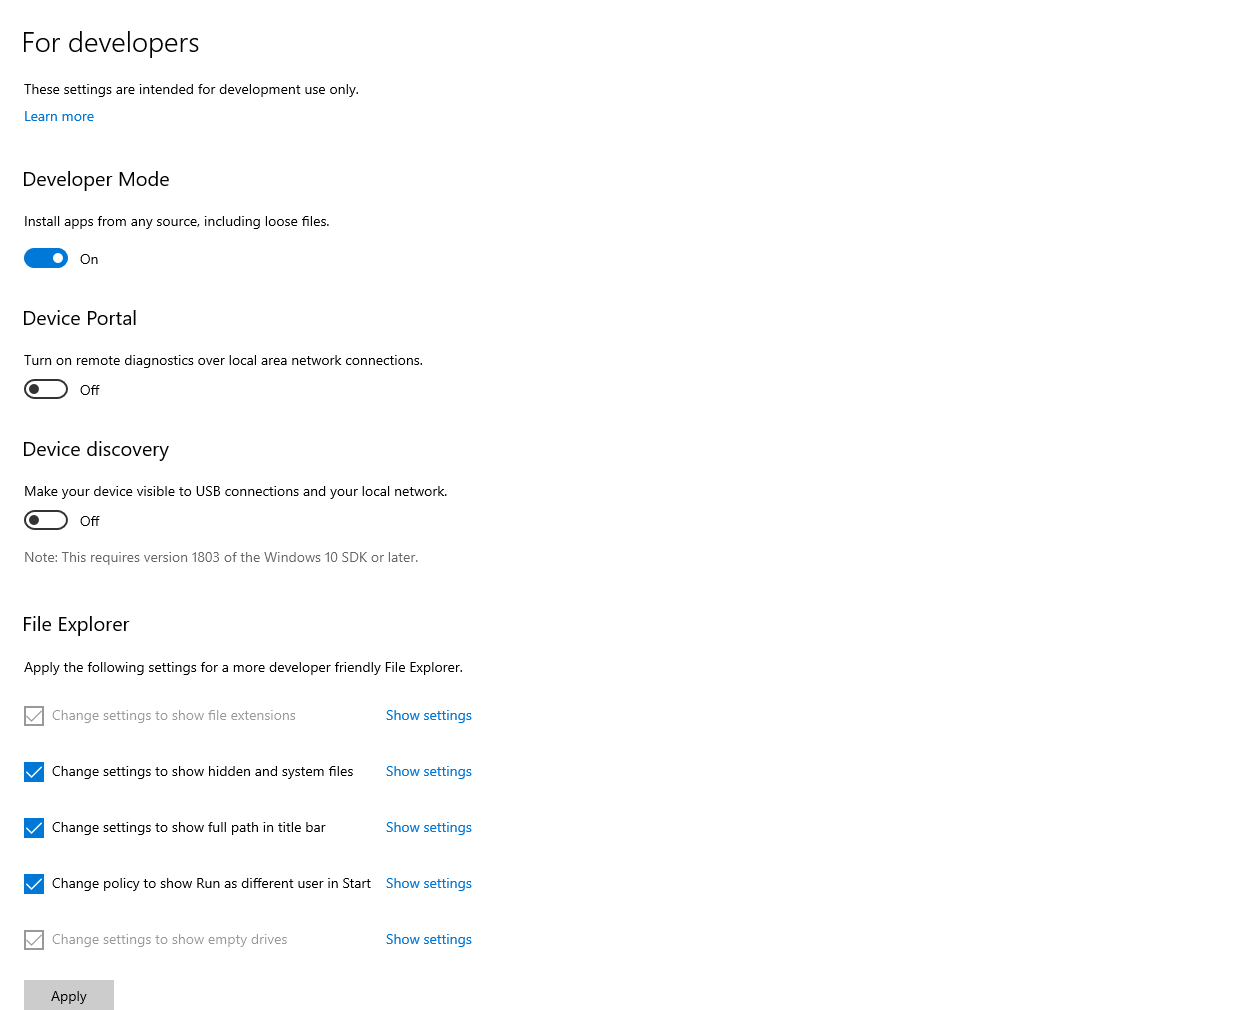 For developers
These settings are intended for development use only.
Learn more
Developer Mode
Install apps from any source, including loose files.
On
Device Portal
Turn on remote diagnostics over local area network connections.
Off
Device discovery
Make your device visible to USB connections and your local network.
Off
Note: This requires version 1803 of the Windows 10 SDK or later.
File Explorer
Apply the following settings for a more developer friendly File Explorer.
Change settings to show file extensions Show settings
Change settings to show hidden and system files Show settings
Change settings to show full path in title bar Show settings
Change policy to show Run as different user in Start Show settings
Change settings to show empty drives Show settings
Apply